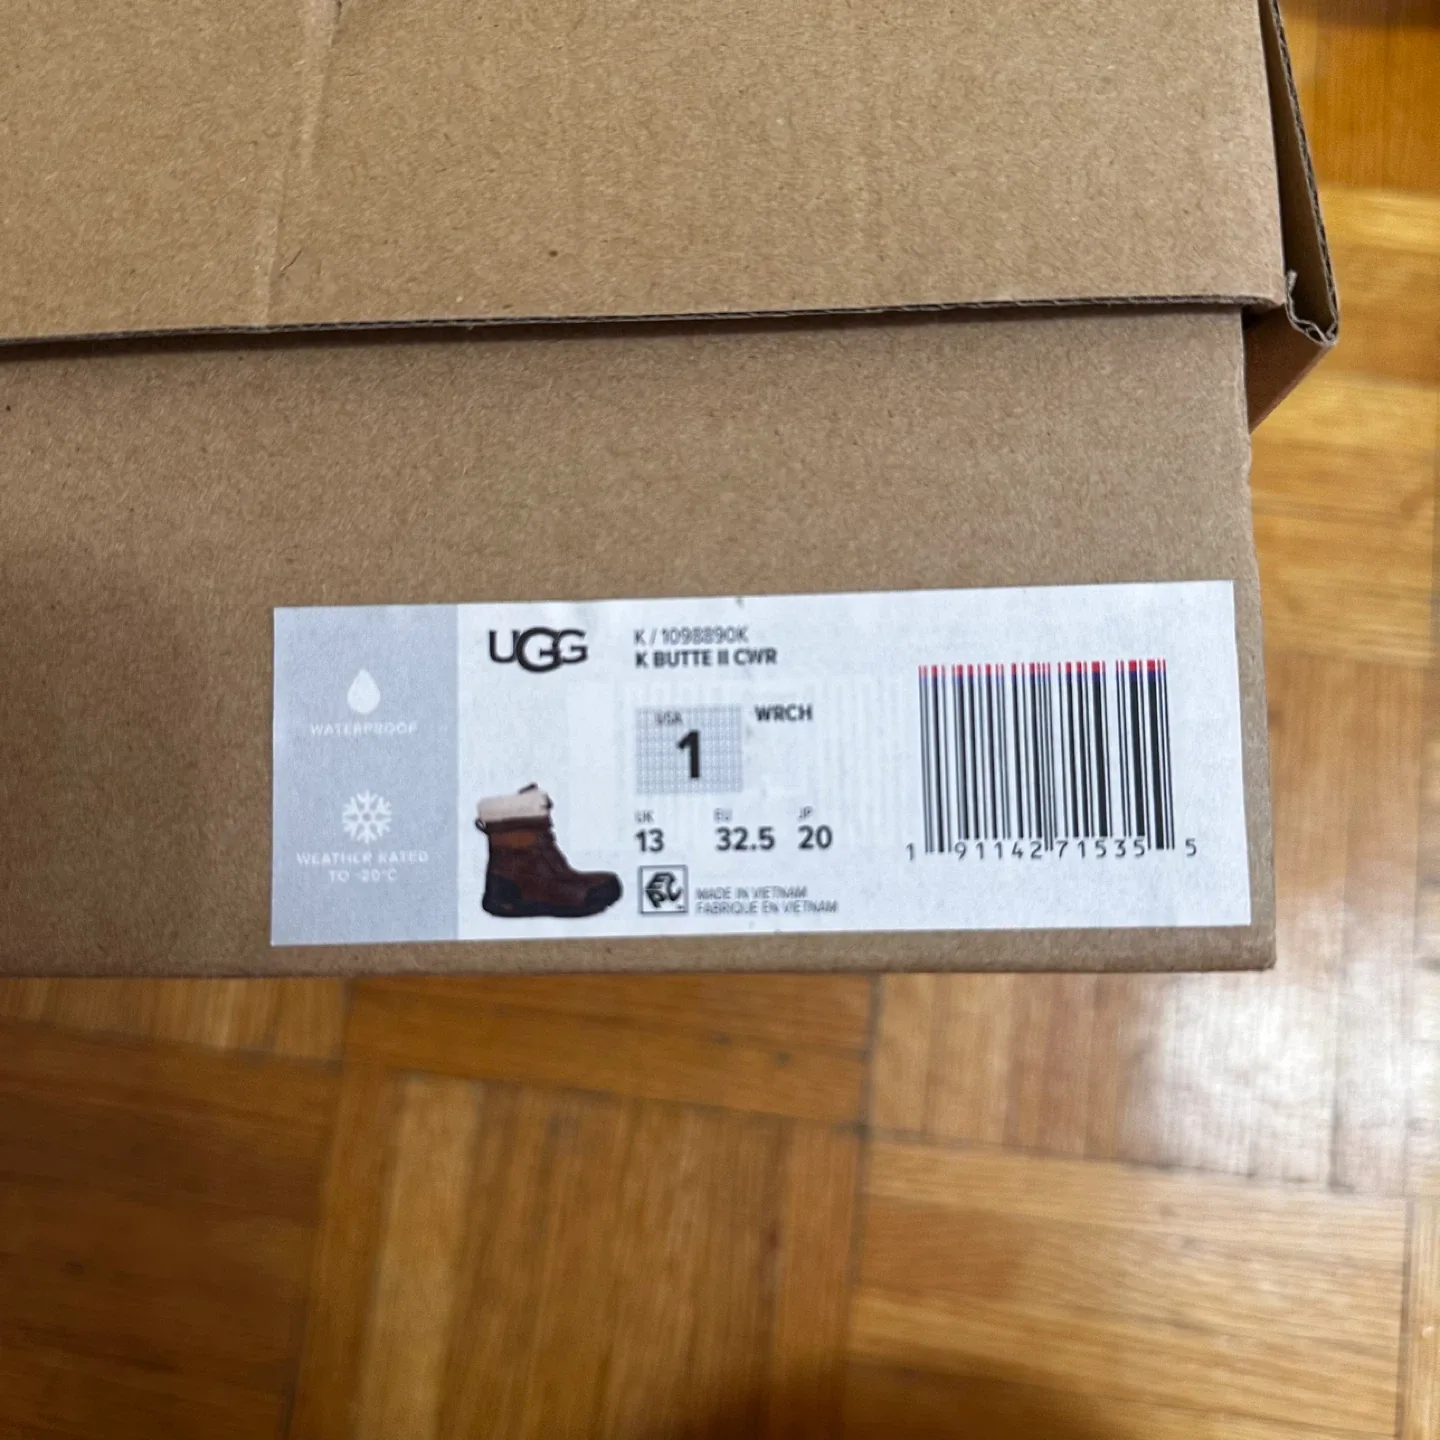 WATERPROOF
WEATHER RATED
TO -20°C
UGG
K / 1098890K
K BUTTE II CWR
USA
1
WRCH
UK
13
EU
32.5
JP
20
MADE IN VIETNAM
FABRIQUE EN VIETNAM
1 91142 71535 5